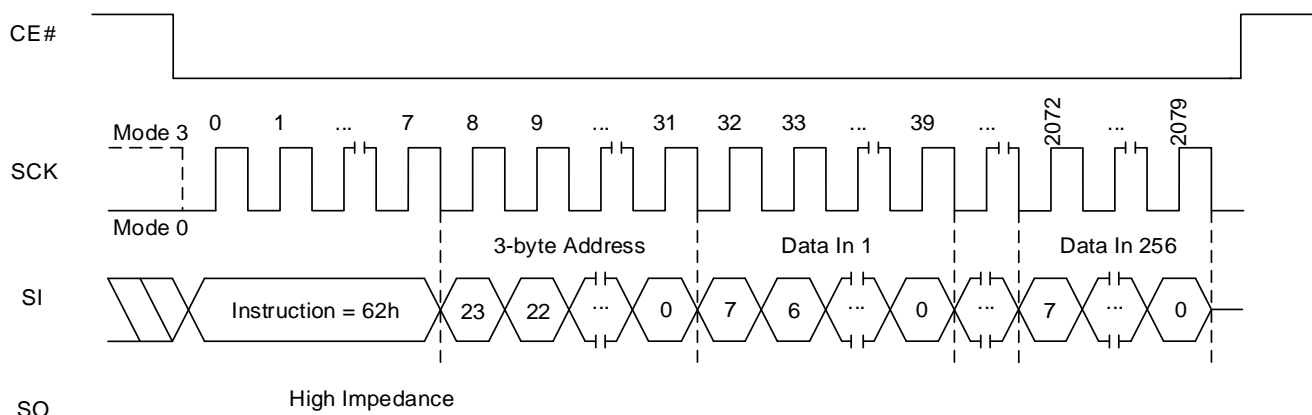 CE#
Mode 3
0 1 ... 7 8 9 ... 31 32 33 ... 39 ... 2072 ... 2079
SCK
Mode 0
3-byte Address Data In 1 Data In 256
SI
Instruction = 62h 23 22 ... 0 7 6 ... 0 ... 7 ... 0
High Impedance
SO